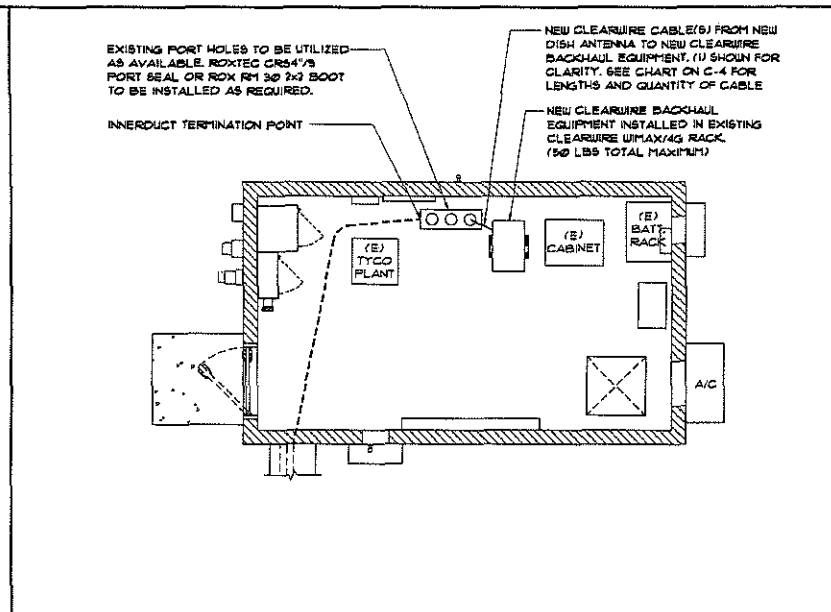 EXISTING PORT HOLES TO BE UTILIZED
AS AVAILABLE. ROXTEC CRS4"/9
PORT SEAL OR ROX RM 30 2x2 BOOT
TO BE INSTALLED AS REQUIRED.
INNERDUCT TERMINATION POINT
NEW CLEARWIRE CABLE(S) FROM NEW
DISH ANTENNA TO NEW CLEARWIRE
BACKHAUL EQUIPMENT. (1) SHOWN FOR
CLARITY. SEE CHART ON C-4 FOR
LENGTHS AND QUANTITY OF CABLE
NEW CLEARWIRE BACKHAUL
EQUIPMENT INSTALLED IN EXISTING
CLEARWIRE WIMAX/4G RACK.
(50 LBS TOTAL MAXIMUM)
(E)
TYCO
PLANT
(E)
CABINET
(E)
BATT
RACK
A/C